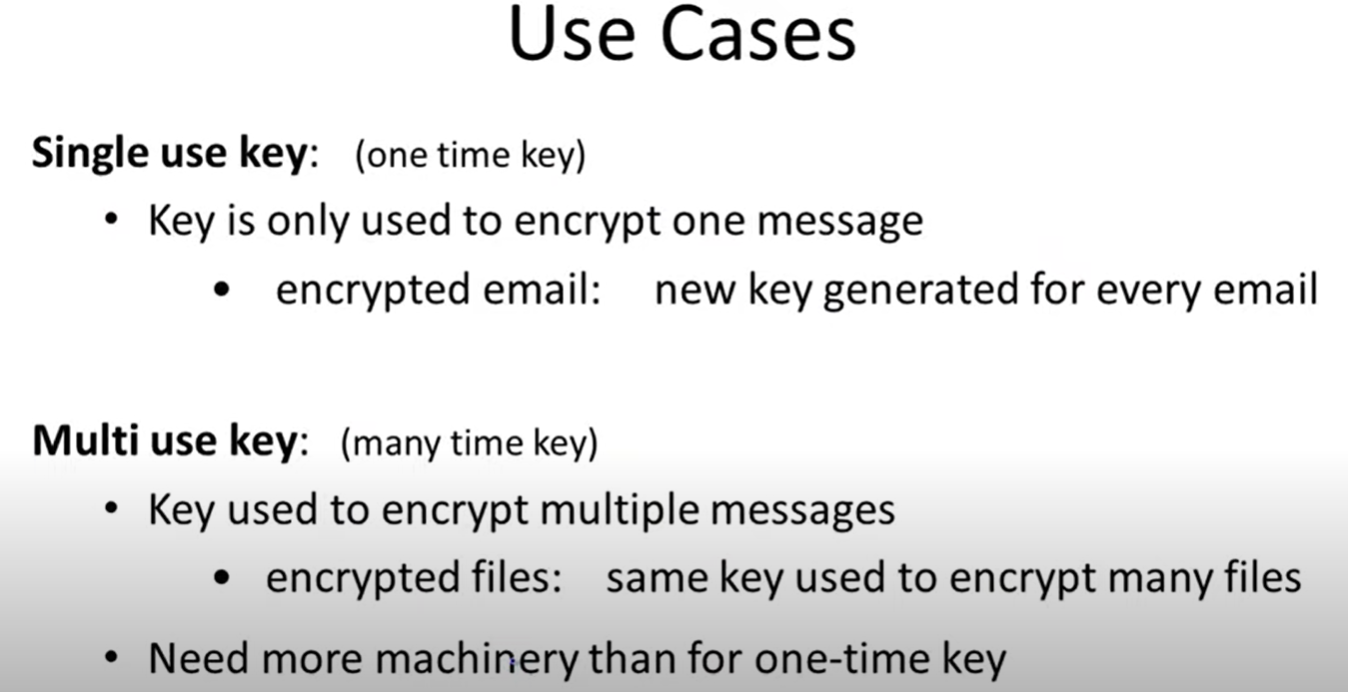 Use Cases
Single use key: (one time key)
• Key is only used to encrypt one message
• encrypted email: new key generated for every email
Multi use key: (many time key)
• Key used to encrypt multiple messages
• encrypted files: same key used to encrypt many files
• Need more machinery than for one-time key